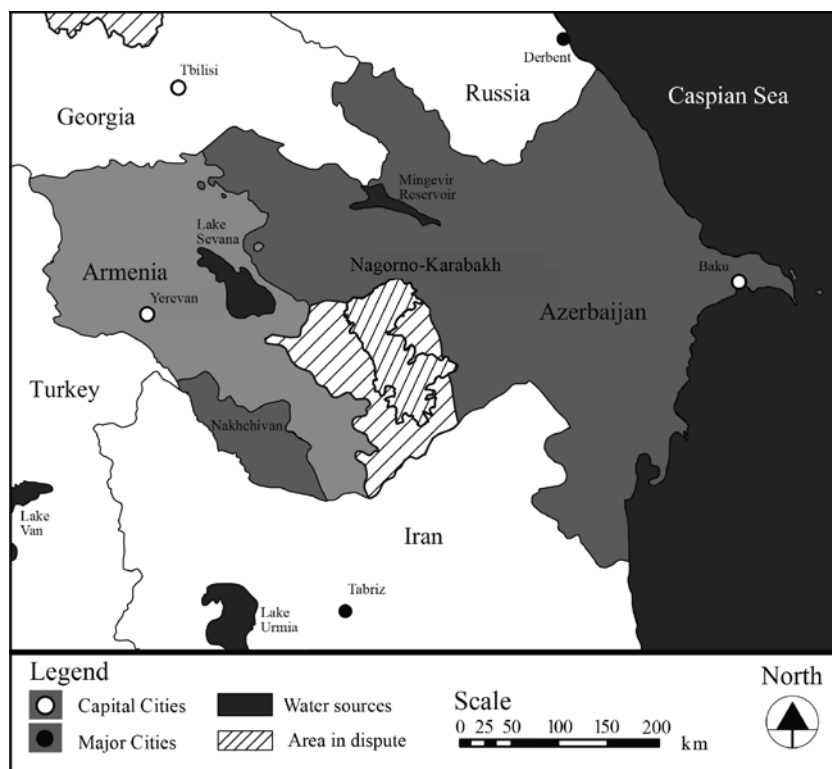 Tbilisi
Derbent
Russia
Caspian Sea
Georgia
Mingevir
Reservoir
Lake
Sevana
Nagorno-Karabakh
Baku
Armenia
Yerevan
Azerbaijan
Turkey
Nakhchivan
Lake
Van
Iran
Tabriz
Lake
Urmia
Legend
Capital Cities
Major Cities
Water sources
Area in dispute
Scale
0 25 50 100 150 200
km
North